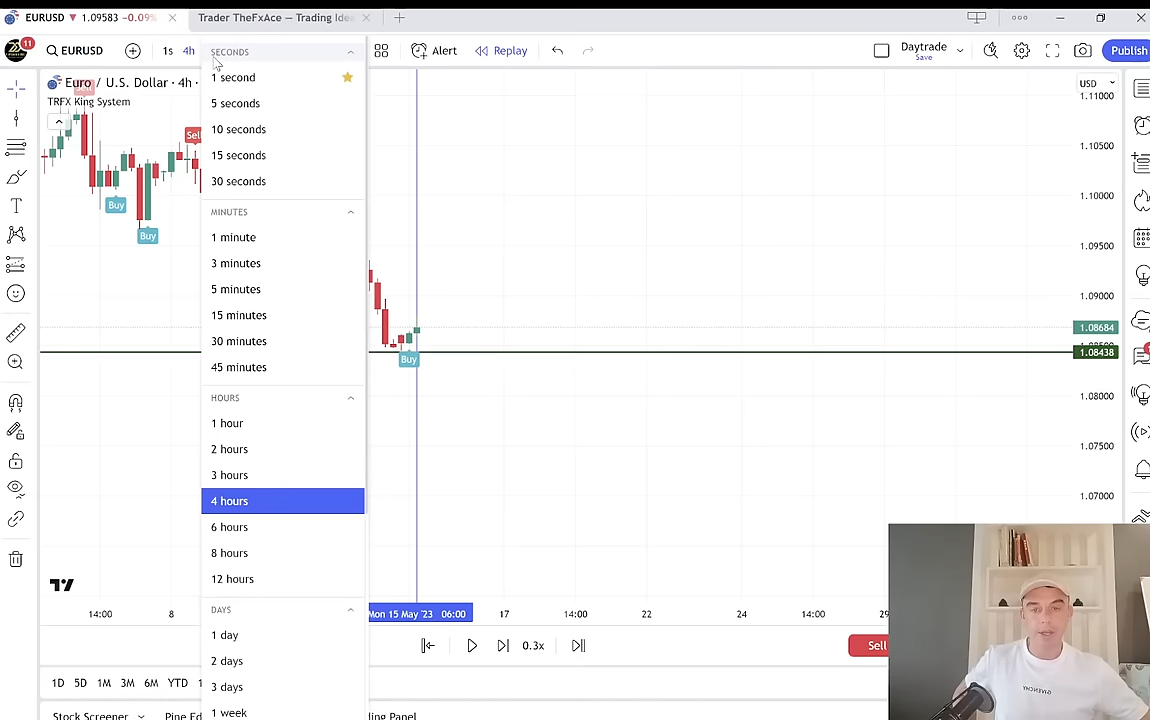 EURUSD ▼ 1.09583 −0.09%
Trader TheFxAce — Trading Idea
11
EURUSD
1s
4h
Alert
Replay
Daytrade
Save
Publish
Euro / U.S. Dollar · 4h ·
TRFX King System
USD
SECONDS
1 second
5 seconds
10 seconds
15 seconds
30 seconds
MINUTES
1 minute
3 minutes
5 minutes
15 minutes
30 minutes
45 minutes
HOURS
1 hour
2 hours
3 hours
4 hours
6 hours
8 hours
12 hours
DAYS
1 day
2 days
3 days
1 week
Sell
Buy
Buy
Buy
1.11000
1.10500
1.10000
1.09500
1.09000
1.08684
1.08438
1.08000
1.07500
1.07000
14:00
8
Mon 15 May '23 06:00
17
14:00
22
24
14:00
29
0.3x
Sell
1D 5D 1M 3M 6M YTD
Stock Screener
Pine Ed
ding Panel
GIVENCHY